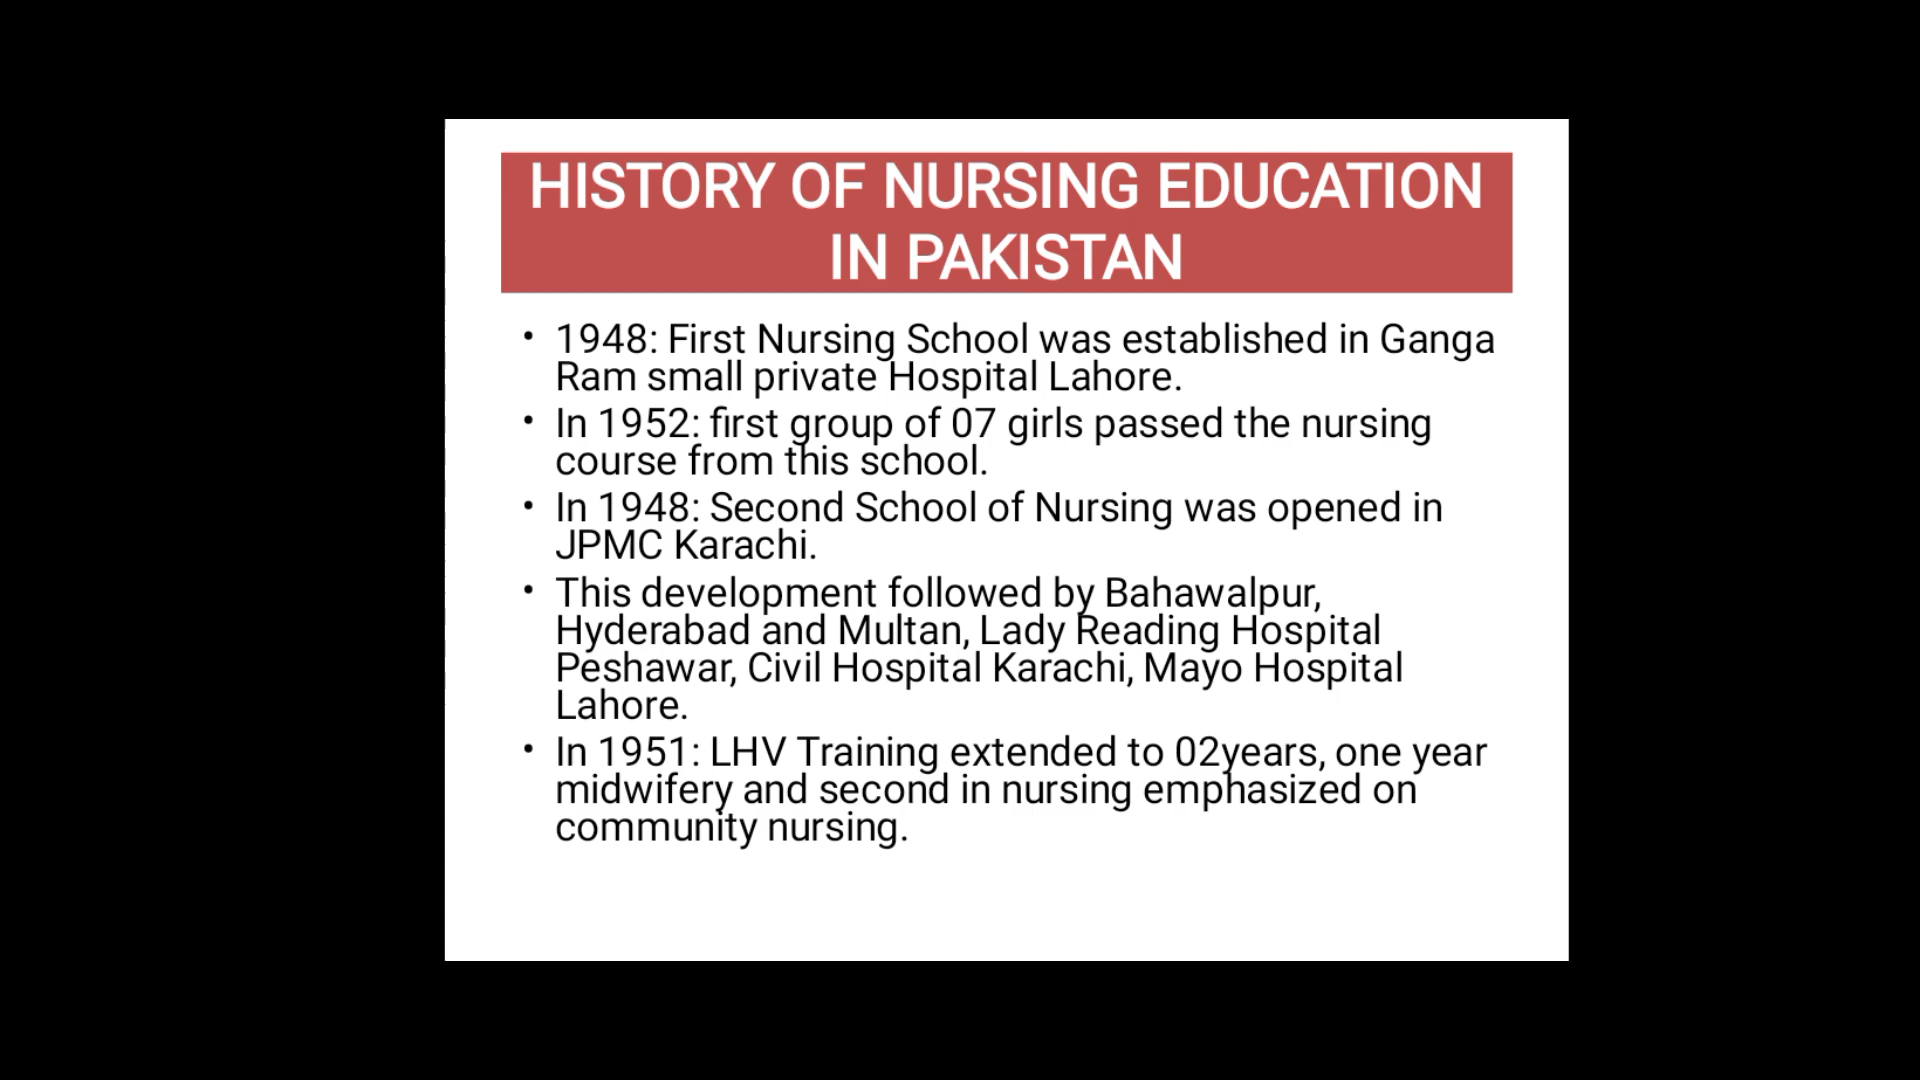 HISTORY OF NURSING EDUCATION
IN PAKISTAN
• 1948: First Nursing School was established in Ganga
Ram small private Hospital Lahore.
• In 1952: first group of 07 girls passed the nursing
course from this school.
• In 1948: Second School of Nursing was opened in
JPMC Karachi.
• This development followed by Bahawalpur,
Hyderabad and Multan, Lady Reading Hospital
Peshawar, Civil Hospital Karachi, Mayo Hospital
Lahore.
• In 1951: LHV Training extended to 02years, one year
midwifery and second in nursing emphasized on
community nursing.